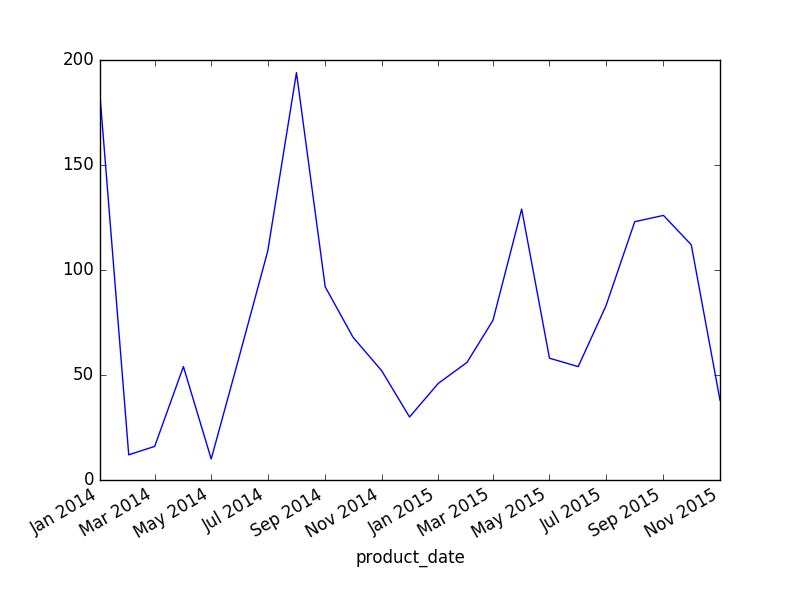 200
150
100
50
0
Jan 2014
Mar 2014
May 2014
Jul 2014
Sep 2014
Nov 2014
Jan 2015
Mar 2015
May 2015
Jul 2015
Sep 2015
Nov 2015
product_date